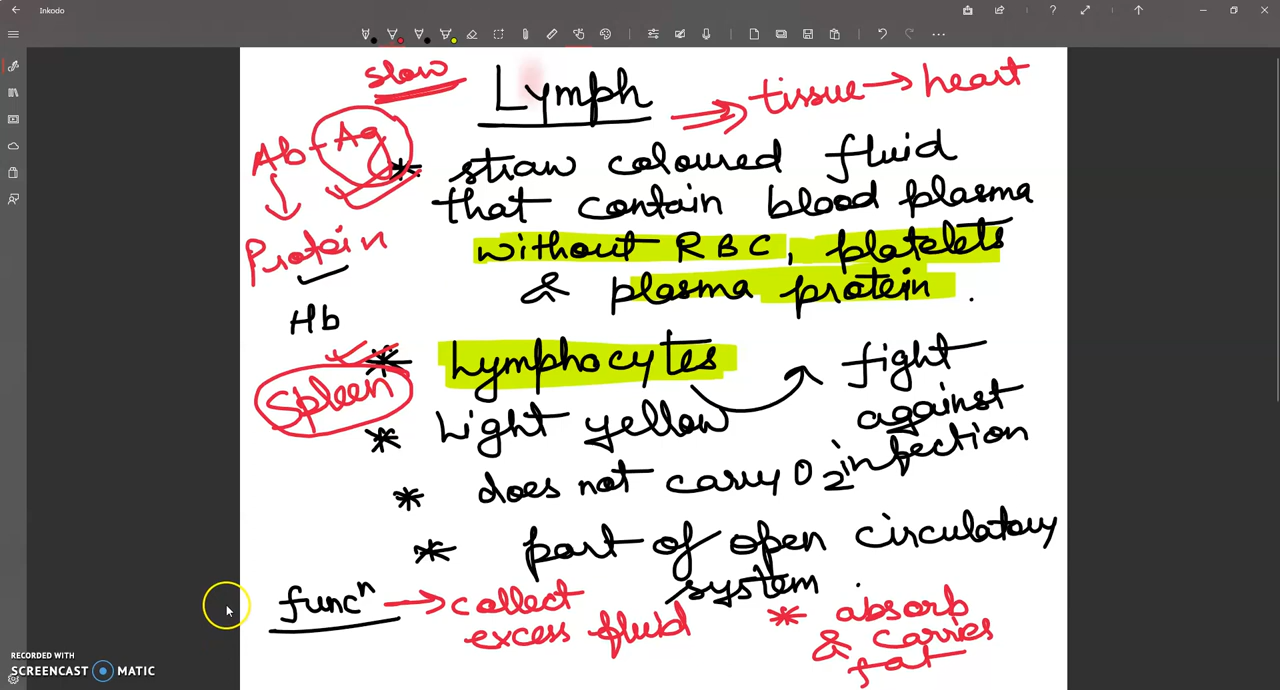 Inkodo
slow
Lymph
tissue → heart
Ab - Ag
↓
Protein
* straw coloured fluid
that contain blood plasma
without RBC, platelets
& plasma protein .
Hb
* Lymphocytes
fight
against
infection
Spleen
* Light yellow
* does not carry O2
* part of open circulatory
system .
funcⁿ → collect
excess fluid
* absorb
& carries
fat
RECORDED WITH
SCREENCAST MATIC